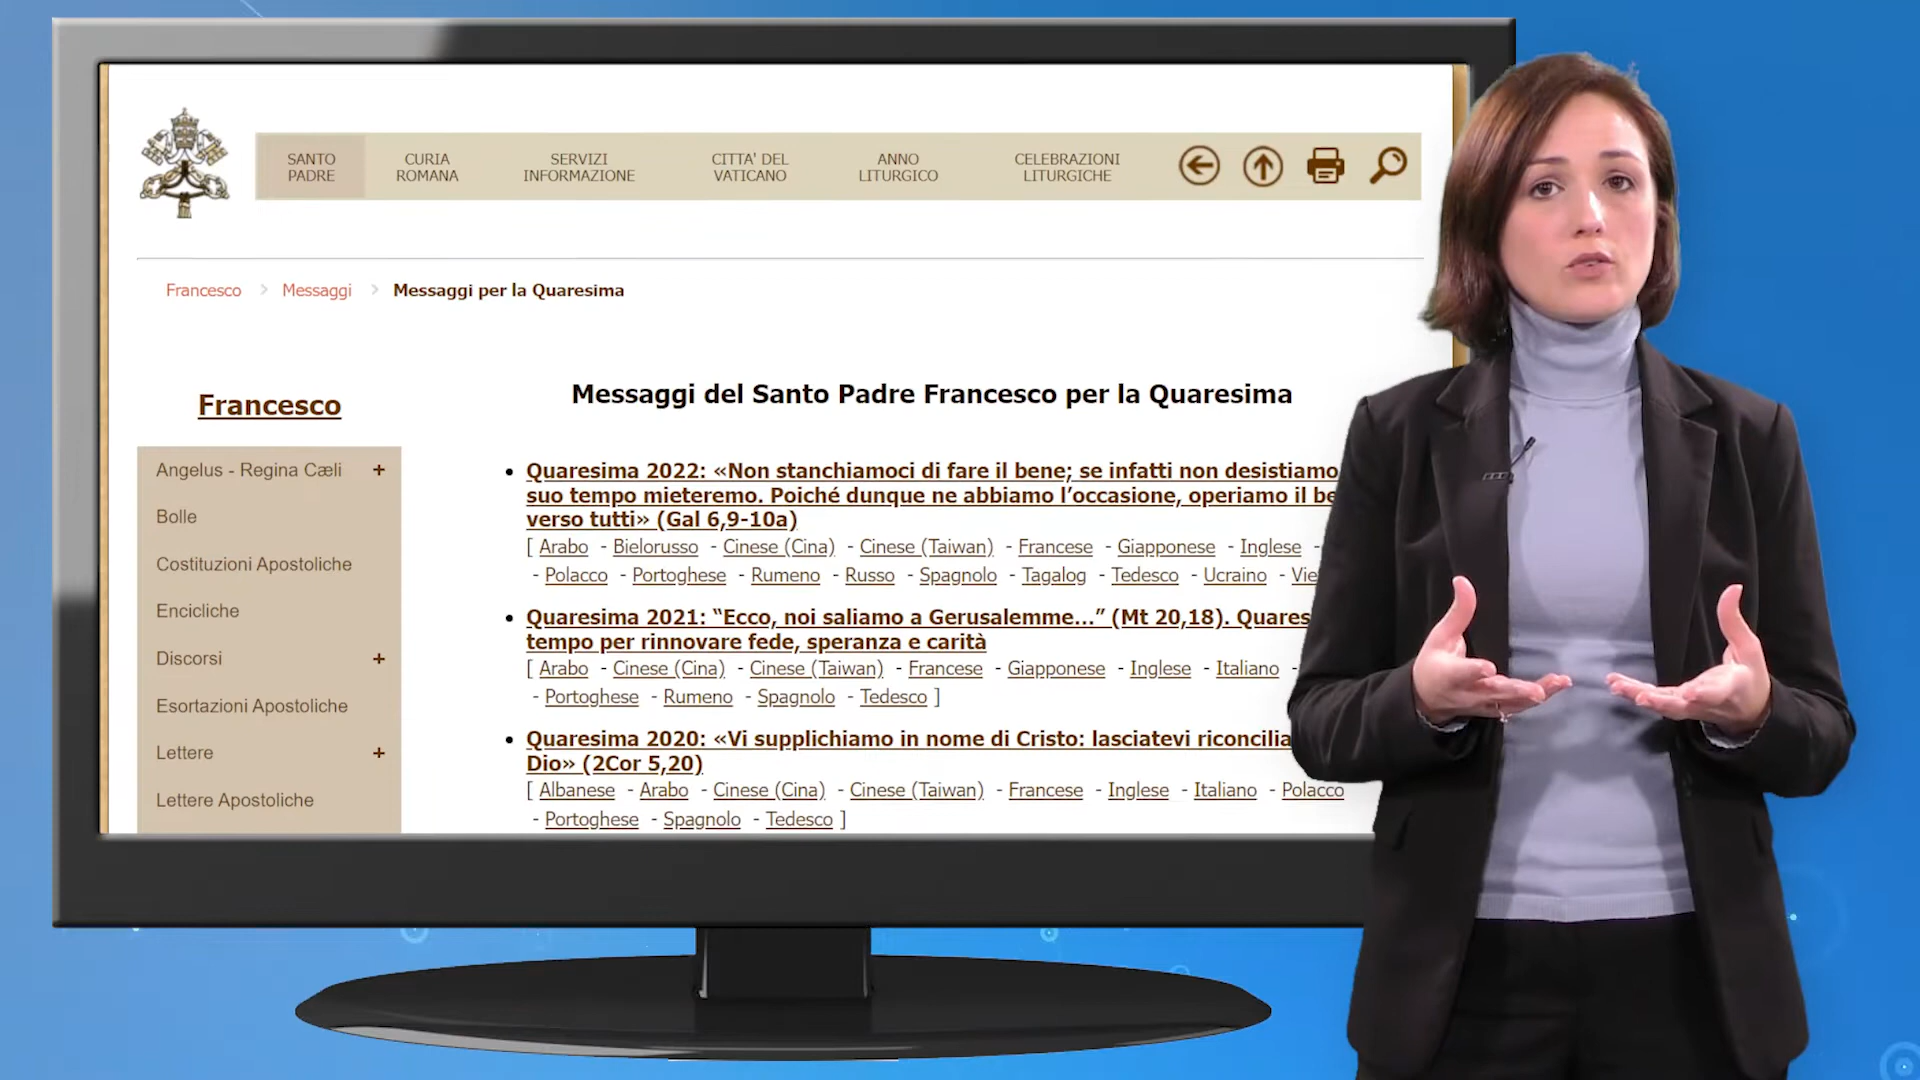 SANTO PADRE
CURIA ROMANA
SERVIZI INFORMAZIONE
CITTA' DEL VATICANO
ANNO LITURGICO
CELEBRAZIONI LITURGICHE
Francesco > Messaggi > Messaggi per la Quaresima
Francesco
Angelus - Regina Cæli +
Bolle
Costituzioni Apostoliche
Encicliche
Discorsi +
Esortazioni Apostoliche
Lettere +
Lettere Apostoliche
Messaggi del Santo Padre Francesco per la Quaresima
• Quaresima 2022: «Non stanchiamoci di fare il bene; se infatti non desistiamo
suo tempo mieteremo. Poiché dunque ne abbiamo l’occasione, operiamo il
verso tutti» (Gal 6,9-10a)
[ Arabo - Bielorusso - Cinese (Cina) - Cinese (Taiwan) - Francese - Giapponese - Inglese
- Polacco - Portoghese - Rumeno - Russo - Spagnolo - Tagalog - Tedesco - Ucraino -
• Quaresima 2021: “Ecco, noi saliamo a Gerusalemme...” (Mt 20,18).
tempo per rinnovare fede, speranza e carità
[ Arabo - Cinese (Cina) - Cinese (Taiwan) - Francese - Giapponese - Inglese - Italiano -
- Portoghese - Rumeno - Spagnolo - Tedesco ]
• Quaresima 2020: «Vi supplichiamo in nome di Cristo: lasciatevi
Dio» (2Cor 5,20)
[ Albanese - Arabo - Cinese (Cina) - Cinese (Taiwan) - Francese - Inglese - Italiano - Polacco
- Portoghese - Spagnolo - Tedesco ]